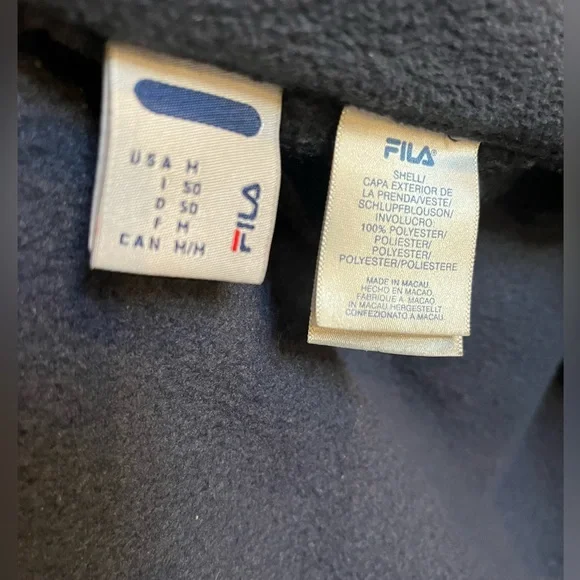 USA M
I 50
D 50
F M
CAN M/M
FILA
FILA
SHELL/
CAPA EXTERIOR DE
LA PRENDA/VESTE/
SCHLUPFBLOUSON/
INVOLUCRO
100% POLYESTER/
POLIESTER/
POLYESTER/
POLYESTER/POLIESTERE
MADE IN MACAU
HECHO EN MACAO
FABRIQUE A MACAO
IN MACAU HERGESTELLT
CONFEZIONATO A MACAU